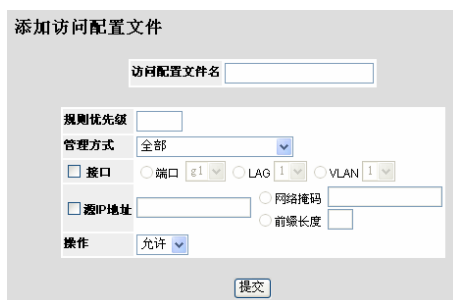 添加访问配置文件
访问配置文件名
规则优先级
管理方式 全部
接口 端口 g1 LAG 1 VLAN 1
源IP地址 网络掩码
前缀长度
操作 允许
提交